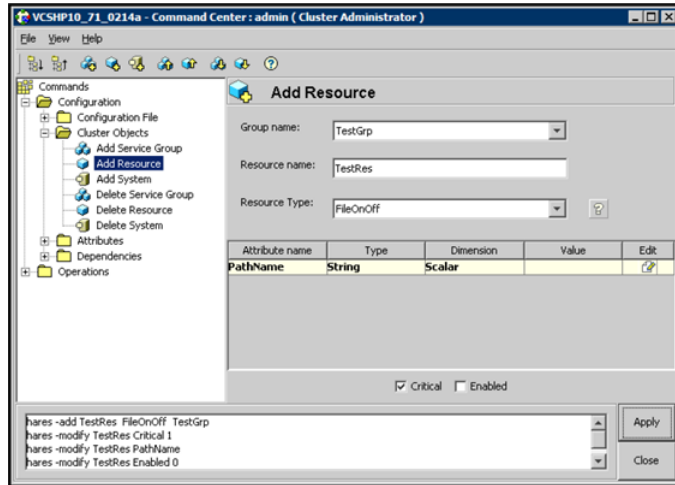 VCSHP10_71_0214a - Command Center : admin ( Cluster Administrator )
File View Help
Commands
Configuration
Configuration File
Cluster Objects
Add Service Group
Add Resource
Add System
Delete Service Group
Delete Resource
Delete System
Attributes
Dependencies
Operations
Add Resource
Group name: TestGrp
Resource name: TestRes
Resource Type: FileOnOff
Attribute name Type Dimension Value Edit
PathName String Scalar
Critical Enabled
hares -add TestRes FileOnOff TestGrp
hares -modify TestRes Critical 1
hares -modify TestRes PathName
hares -modify TestRes Enabled 0
Apply
Close